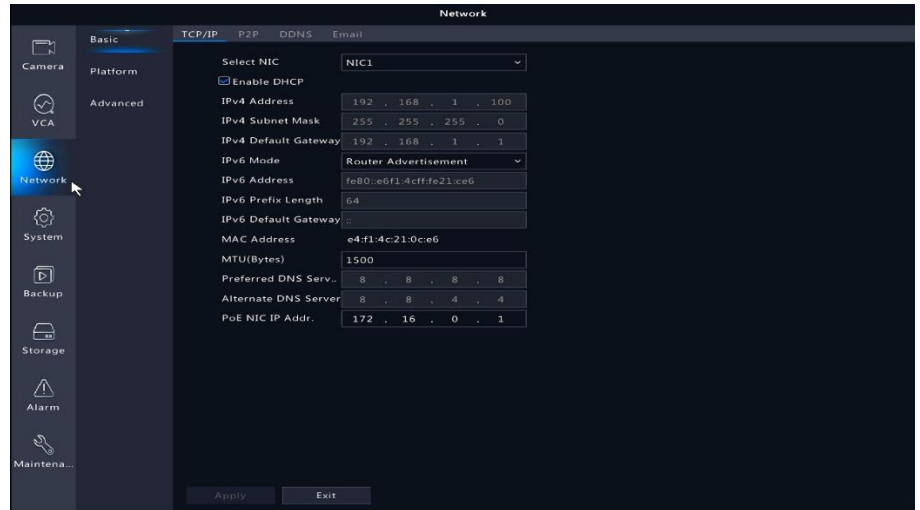 Network
Camera
VCA
Network
System
Backup
Storage
Alarm
Maintena...
Basic
Platform
Advanced
TCP/IP P2P DDNS Email
Select NIC NIC1
Enable DHCP
IPv4 Address 192 . 168 . 1 . 100
IPv4 Subnet Mask 255 . 255 . 255 . 0
IPv4 Default Gateway 192 . 168 . 1 . 1
IPv6 Mode Router Advertisement
IPv6 Address fe80::e6f1:4cff:fe21:ce6
IPv6 Prefix Length 64
IPv6 Default Gateway ::
MAC Address e4:f1:4c:21:0c:e6
MTU(Bytes) 1500
Preferred DNS Serv.. 8 . 8 . 8 . 8
Alternate DNS Server 8 . 8 . 4 . 4
PoE NIC IP Addr. 172 . 16 . 0 . 1
Apply Exit